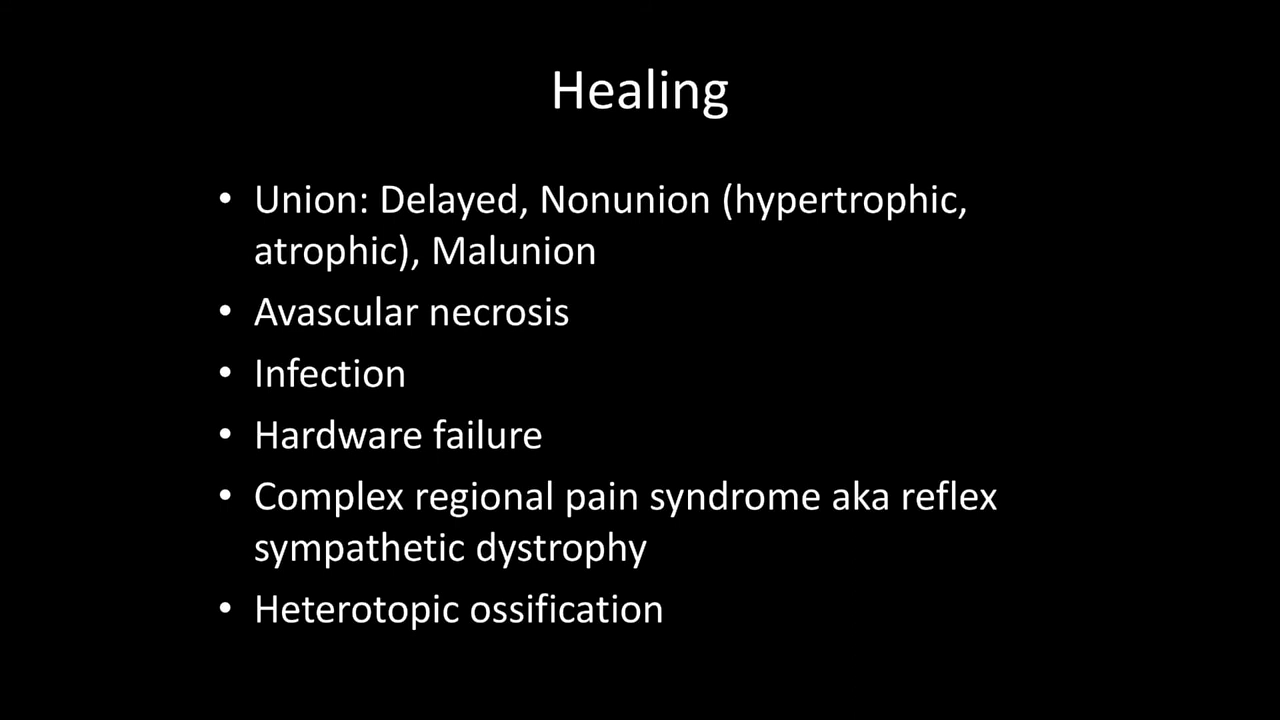 Healing
• Union: Delayed, Nonunion (hypertrophic,
atrophic), Malunion
• Avascular necrosis
• Infection
• Hardware failure
• Complex regional pain syndrome aka reflex
sympathetic dystrophy
• Heterotopic ossification